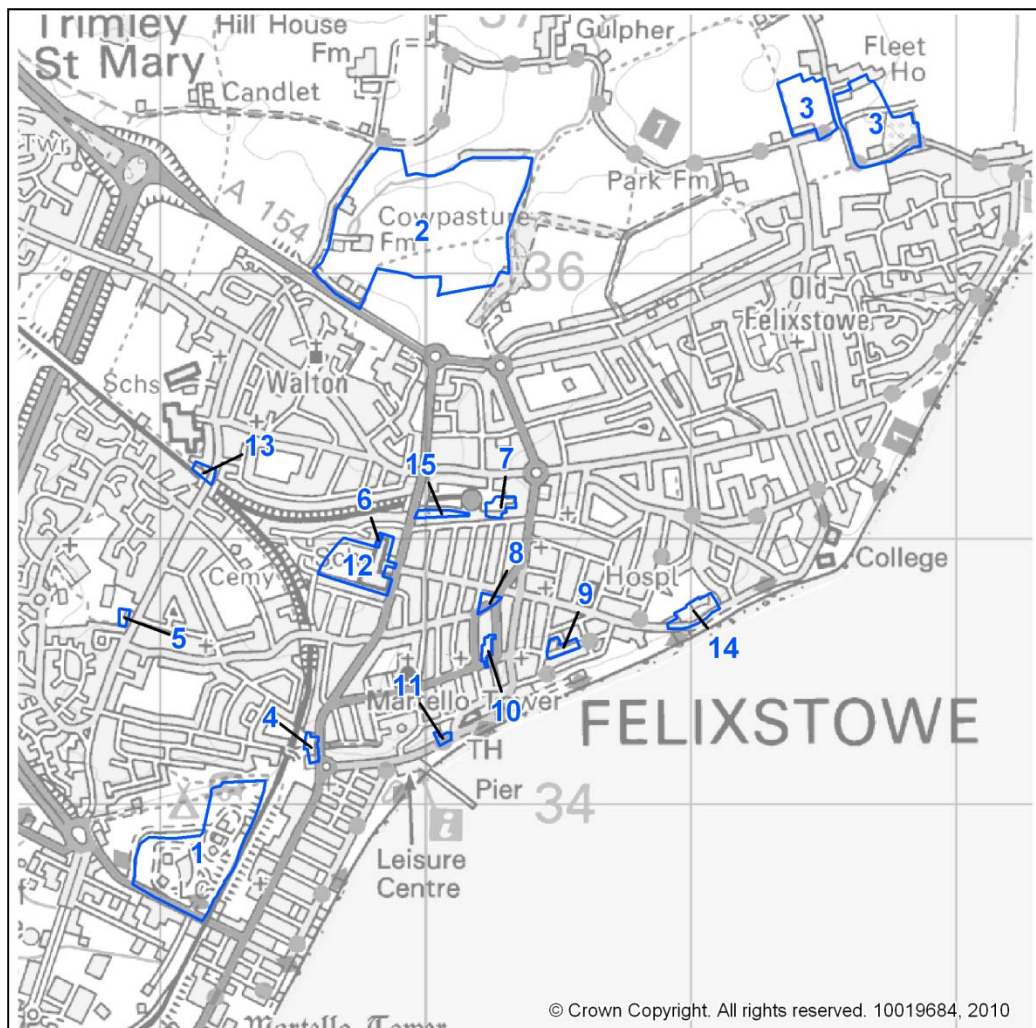 37
Trimley
St Mary
Hill House
Fm
Gulpher
Fleet
Ho
Candlet
3
3
1
Twr
Park Fm
A 154
Cowpasture
Fm
2
36
Old
Felixstowe
Schs
Walton
1
13
15
7
6
8
College
12
Cemy
Hospl
9
5
14
11
Martello Tower
10
4
FELIXSTOWE
TH
Pier
34
i
1
Leisure
Centre
LC
© Crown Copyright. All rights reserved. 10019684, 2010
Martello Tower